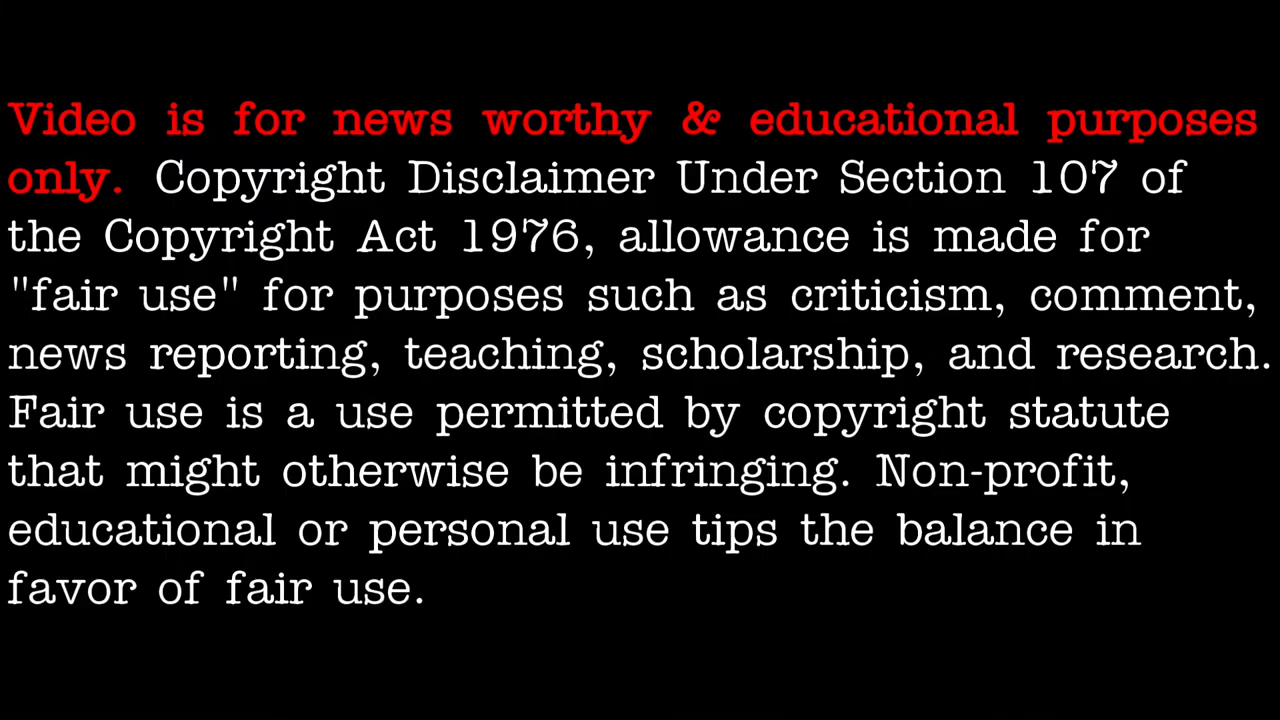 Video is for news worthy & educational purposes
only. Copyright Disclaimer Under Section 107 of
the Copyright Act 1976, allowance is made for
"fair use" for purposes such as criticism, comment,
news reporting, teaching, scholarship, and research.
Fair use is a use permitted by copyright statute
that might otherwise be infringing. Non-profit,
educational or personal use tips the balance in
favor of fair use.